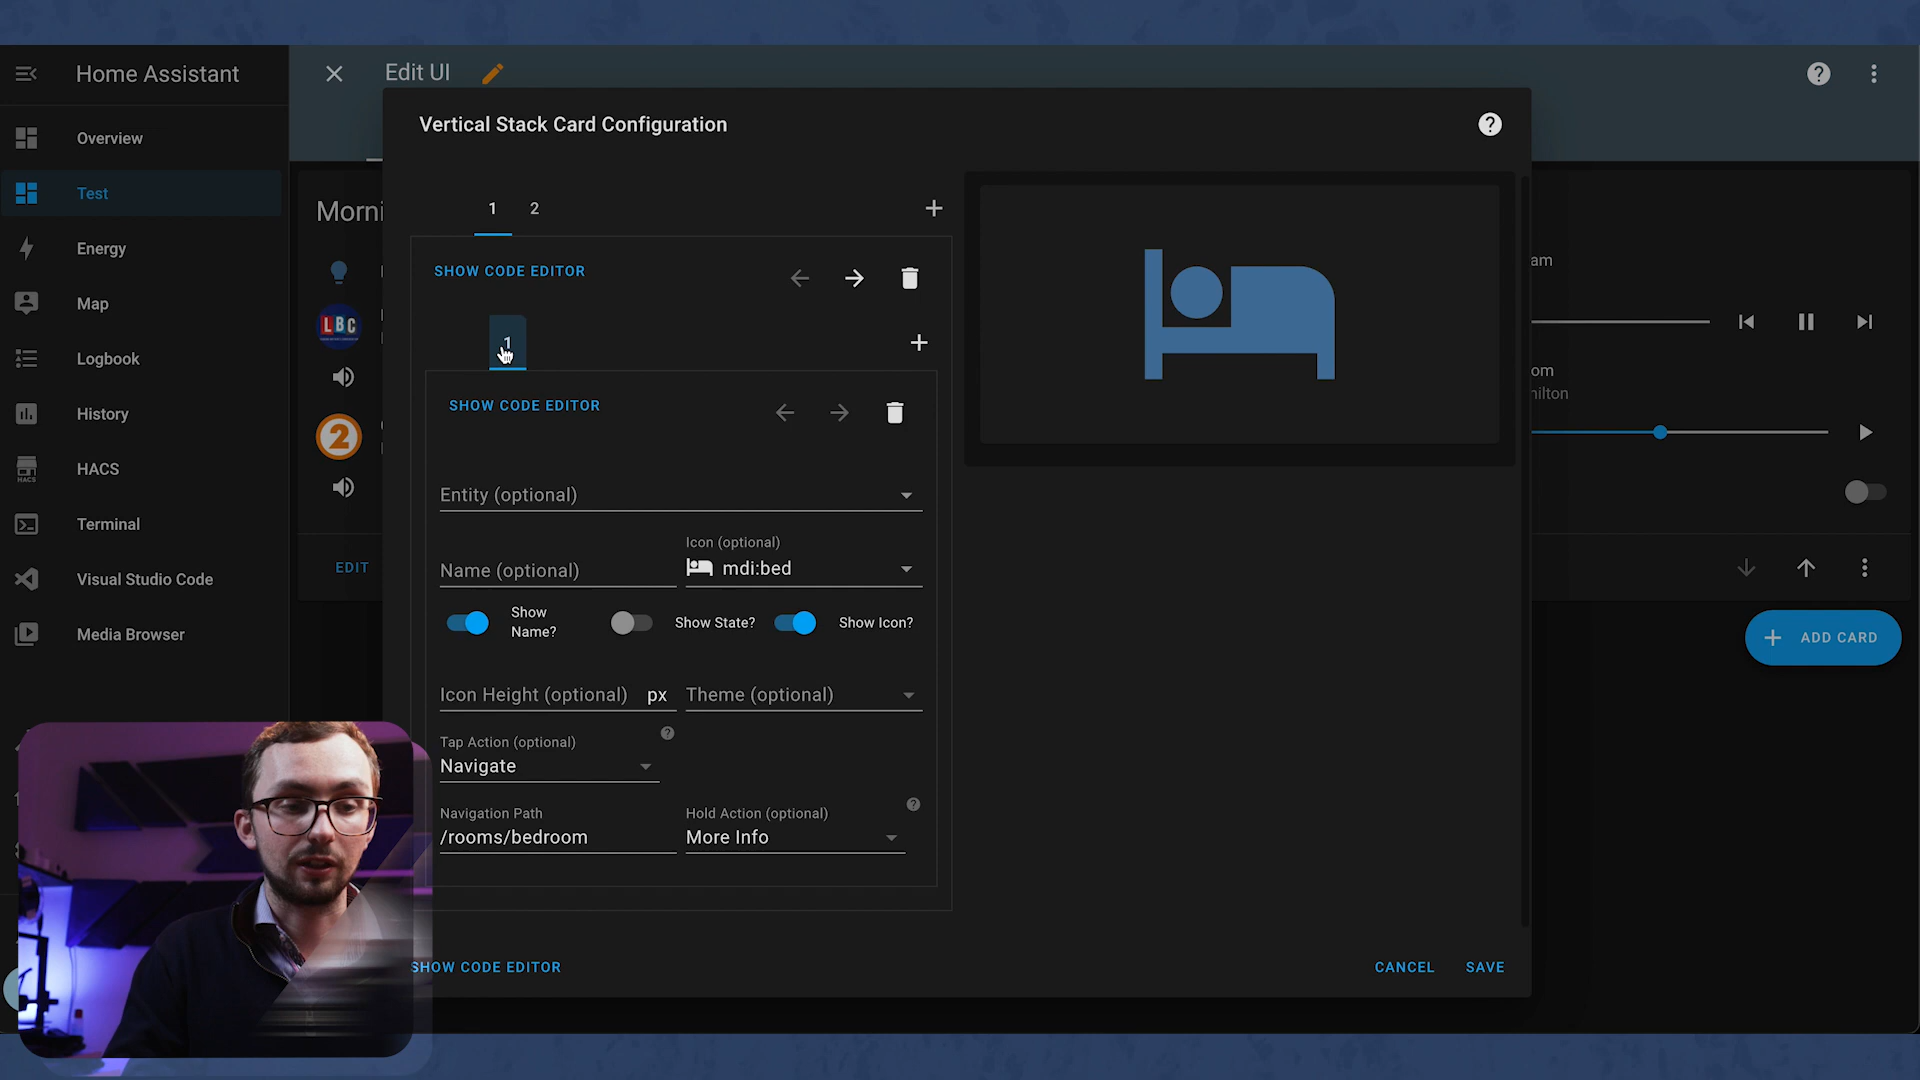 Home Assistant
Edit UI
Overview
Test
Energy
Map
Logbook
History
HACS
HACS
Terminal
Visual Studio Code
Media Browser
Morni
LBC
2
EDIT
Vertical Stack Card Configuration
1 2
SHOW CODE EDITOR
1
SHOW CODE EDITOR
Entity (optional)
Name (optional)
Icon (optional)
mdi:bed
Show Name?
Show State?
Show Icon?
Icon Height (optional) px
Theme (optional)
Tap Action (optional)
Navigate
Navigation Path
/rooms/bedroom
Hold Action (optional)
More Info
SHOW CODE EDITOR
CANCEL
SAVE
am
om
nilton
ADD CARD